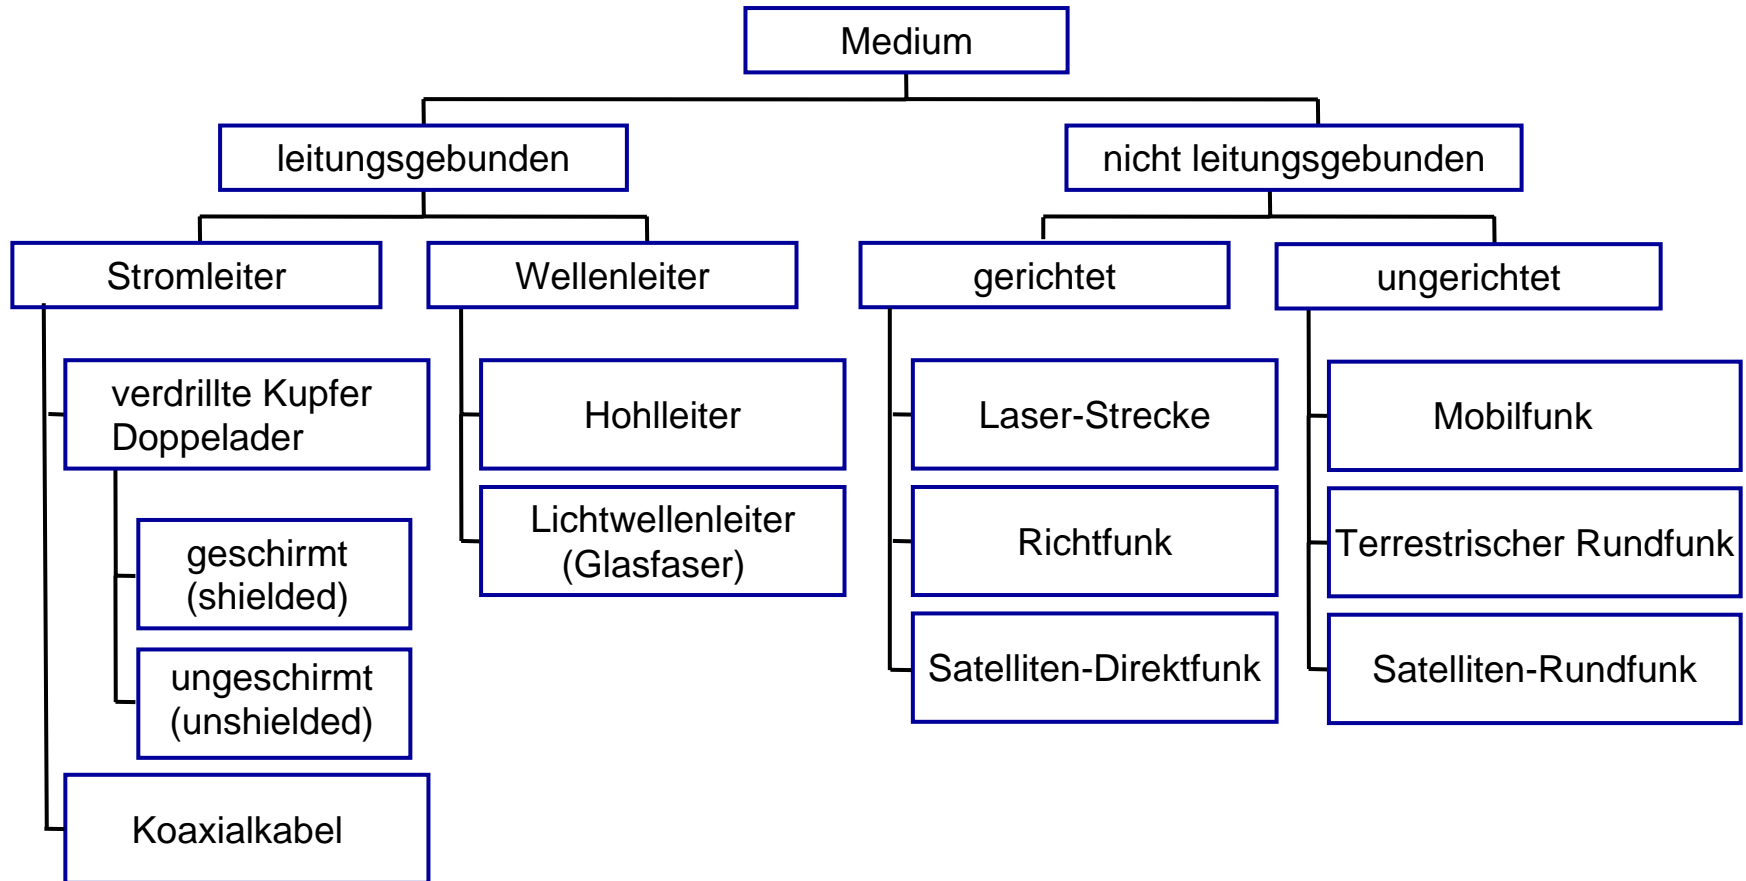 Medium
leitungsgebunden
nicht leitungsgebunden
Stromleiter
Wellenleiter
gerichtet
ungerichtet
verdrillte Kupfer
Doppelader
Hohlleiter
Laser-Strecke
Mobilfunk
geschirmt
(shielded)
Lichtwellenleiter
(Glasfaser)
Richtfunk
Terrestrischer Rundfunk
ungeschirmt
(unshielded)
Satelliten-Direktfunk
Satelliten-Rundfunk
Koaxialkabel